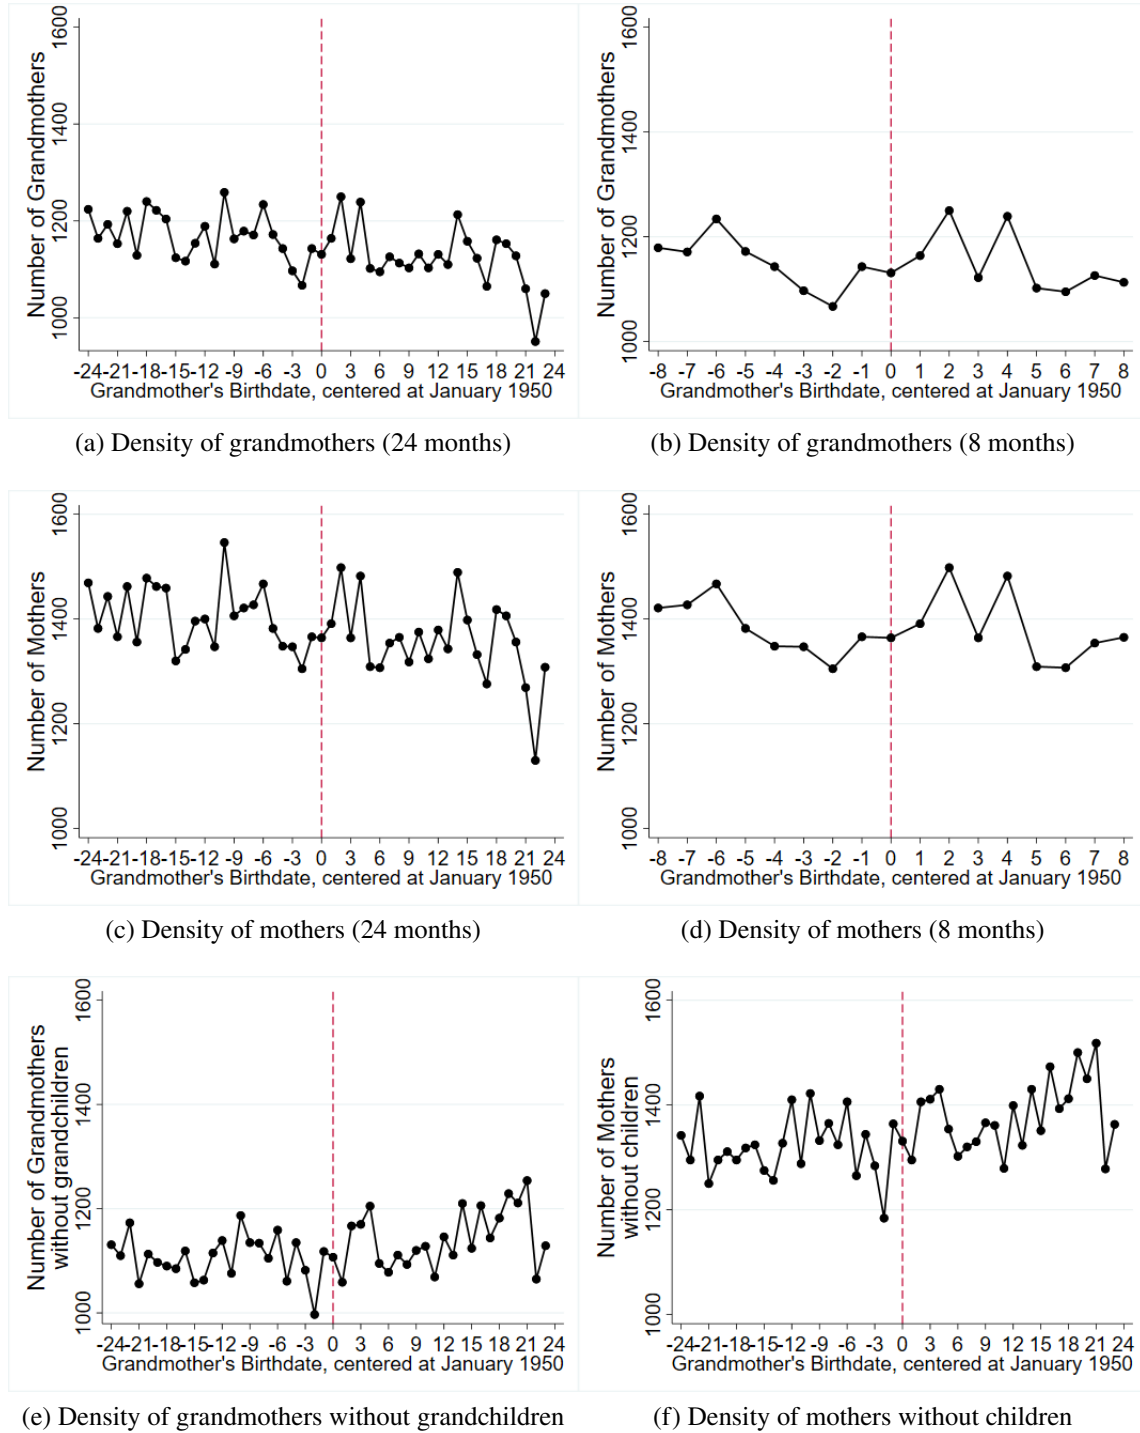 Number of Grandmothers
1600
1400
1200
1000
-24 -21 -18 -15 -12 -9 -6 -3 0 3 6 9 12 15 18 21 24
Grandmother's Birthdate, centered at January 1950
(a) Density of grandmothers (24 months)
Number of Grandmothers
1600
1400
1200
1000
-8 -7 -6 -5 -4 -3 -2 -1 0 1 2 3 4 5 6 7 8
Grandmother's Birthdate, centered at January 1950
(b) Density of grandmothers (8 months)
Number of Mothers
1600
1400
1200
1000
-24 -21 -18 -15 -12 -9 -6 -3 0 3 6 9 12 15 18 21 24
Grandmother's Birthdate, centered at January 1950
(c) Density of mothers (24 months)
Number of Mothers
1600
1400
1200
1000
-8 -7 -6 -5 -4 -3 -2 -1 0 1 2 3 4 5 6 7 8
Grandmother's Birthdate, centered at January 1950
(d) Density of mothers (8 months)
Number of Grandmothers
without grandchildren
1600
1400
1200
1000
-24 -21 -18 -15 -12 -9 -6 -3 0 3 6 9 12 15 18 21 24
Grandmother's Birthdate, centered at January 1950
(e) Density of grandmothers without grandchildren
Number of Mothers
without children
1600
1400
1200
1000
-24 -21 -18 -15 -12 -9 -6 -3 0 3 6 9 12 15 18 21 24
Grandmother's Birthdate, centered at January 1950
(f) Density of mothers without children